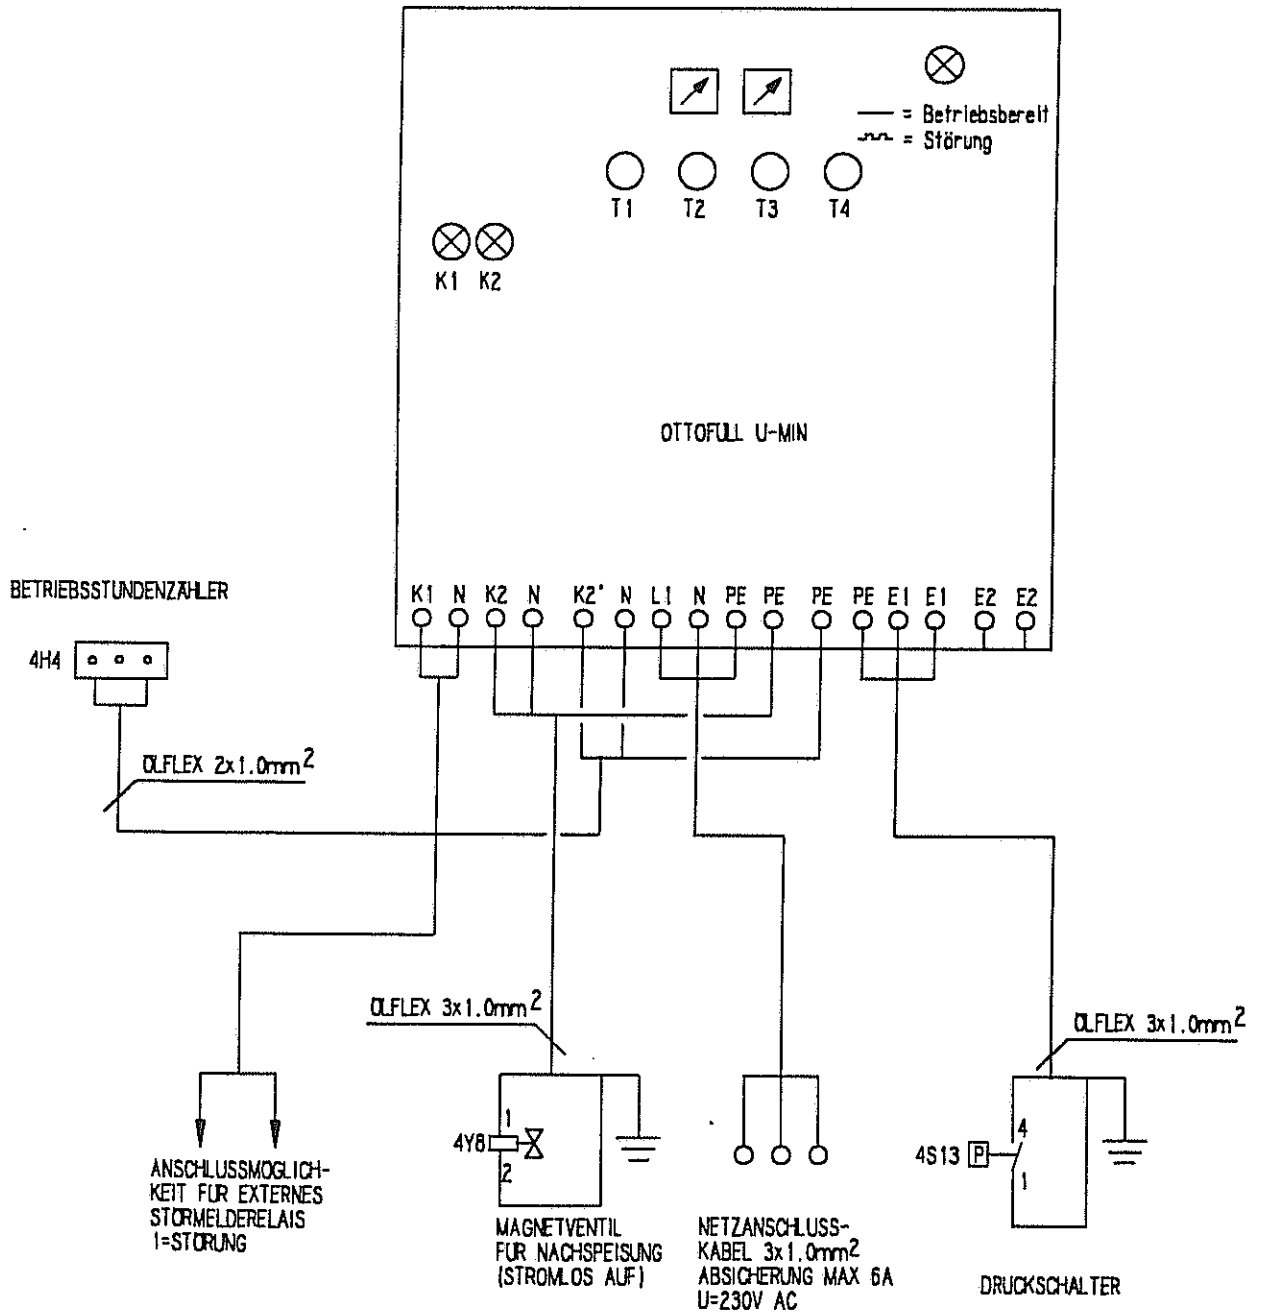 — = Betriebsbereit
= Störung
T1 T2 T3 T4
K1 K2
OTTOFULL U-MIN
BETRIEBSSTUNDENZÄHLER
K1 N K2 N K2' N L1 N PE PE PE PE E1 E1 E2 E2
4H4
ÖLFLEX 2x1.0mm²
ÖLFLEX 3x1.0mm²
ÖLFLEX 3x1.0mm²
1
4Y8
2
4
4S13 P
1
ANSCHLUSSMÖGLICH-
KEIT FÜR EXTERNES
STÖRMELDERELAIS
1=STÖRUNG
MAGNETVENTIL
FÜR NACHSPEISUNG
(STROMLOS AUF)
NETZANSCHLUSS-
KABEL 3x1.0mm²
ABSICHERUNG MAX 6A
U=230V AC
DRUCKSCHALTER